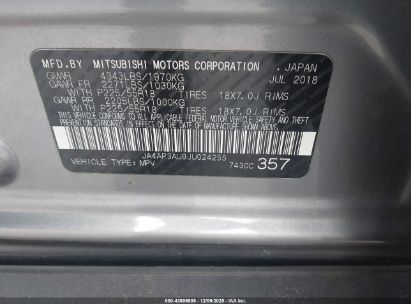 MFD.BY MITSUBISHI MOTORS CORPORATION , JAPAN
GVWR 4343LBS/1970KG JUL 2018
GAWR FR 2271LBS/1030KG
WITH P225/55R18 TIRES 18X7.0J RIMS
GAWR RR 2205LBS/1000KG
WITH P225/55R18 TIRES 18X7.0J RIMS
THIS VEHICLE CONFORMS TO ALL APPLICABLE
FEDERAL MOTOR VEHICLE SAFETY
AND THEFT PREVENTION STANDARDS IN EFFECT ON
THE DATE OF MANUFACTURE SHOWN ABOVE.
JA4AP3AU9JU024255
VEHICLE TYPE: MPV 7430C 357